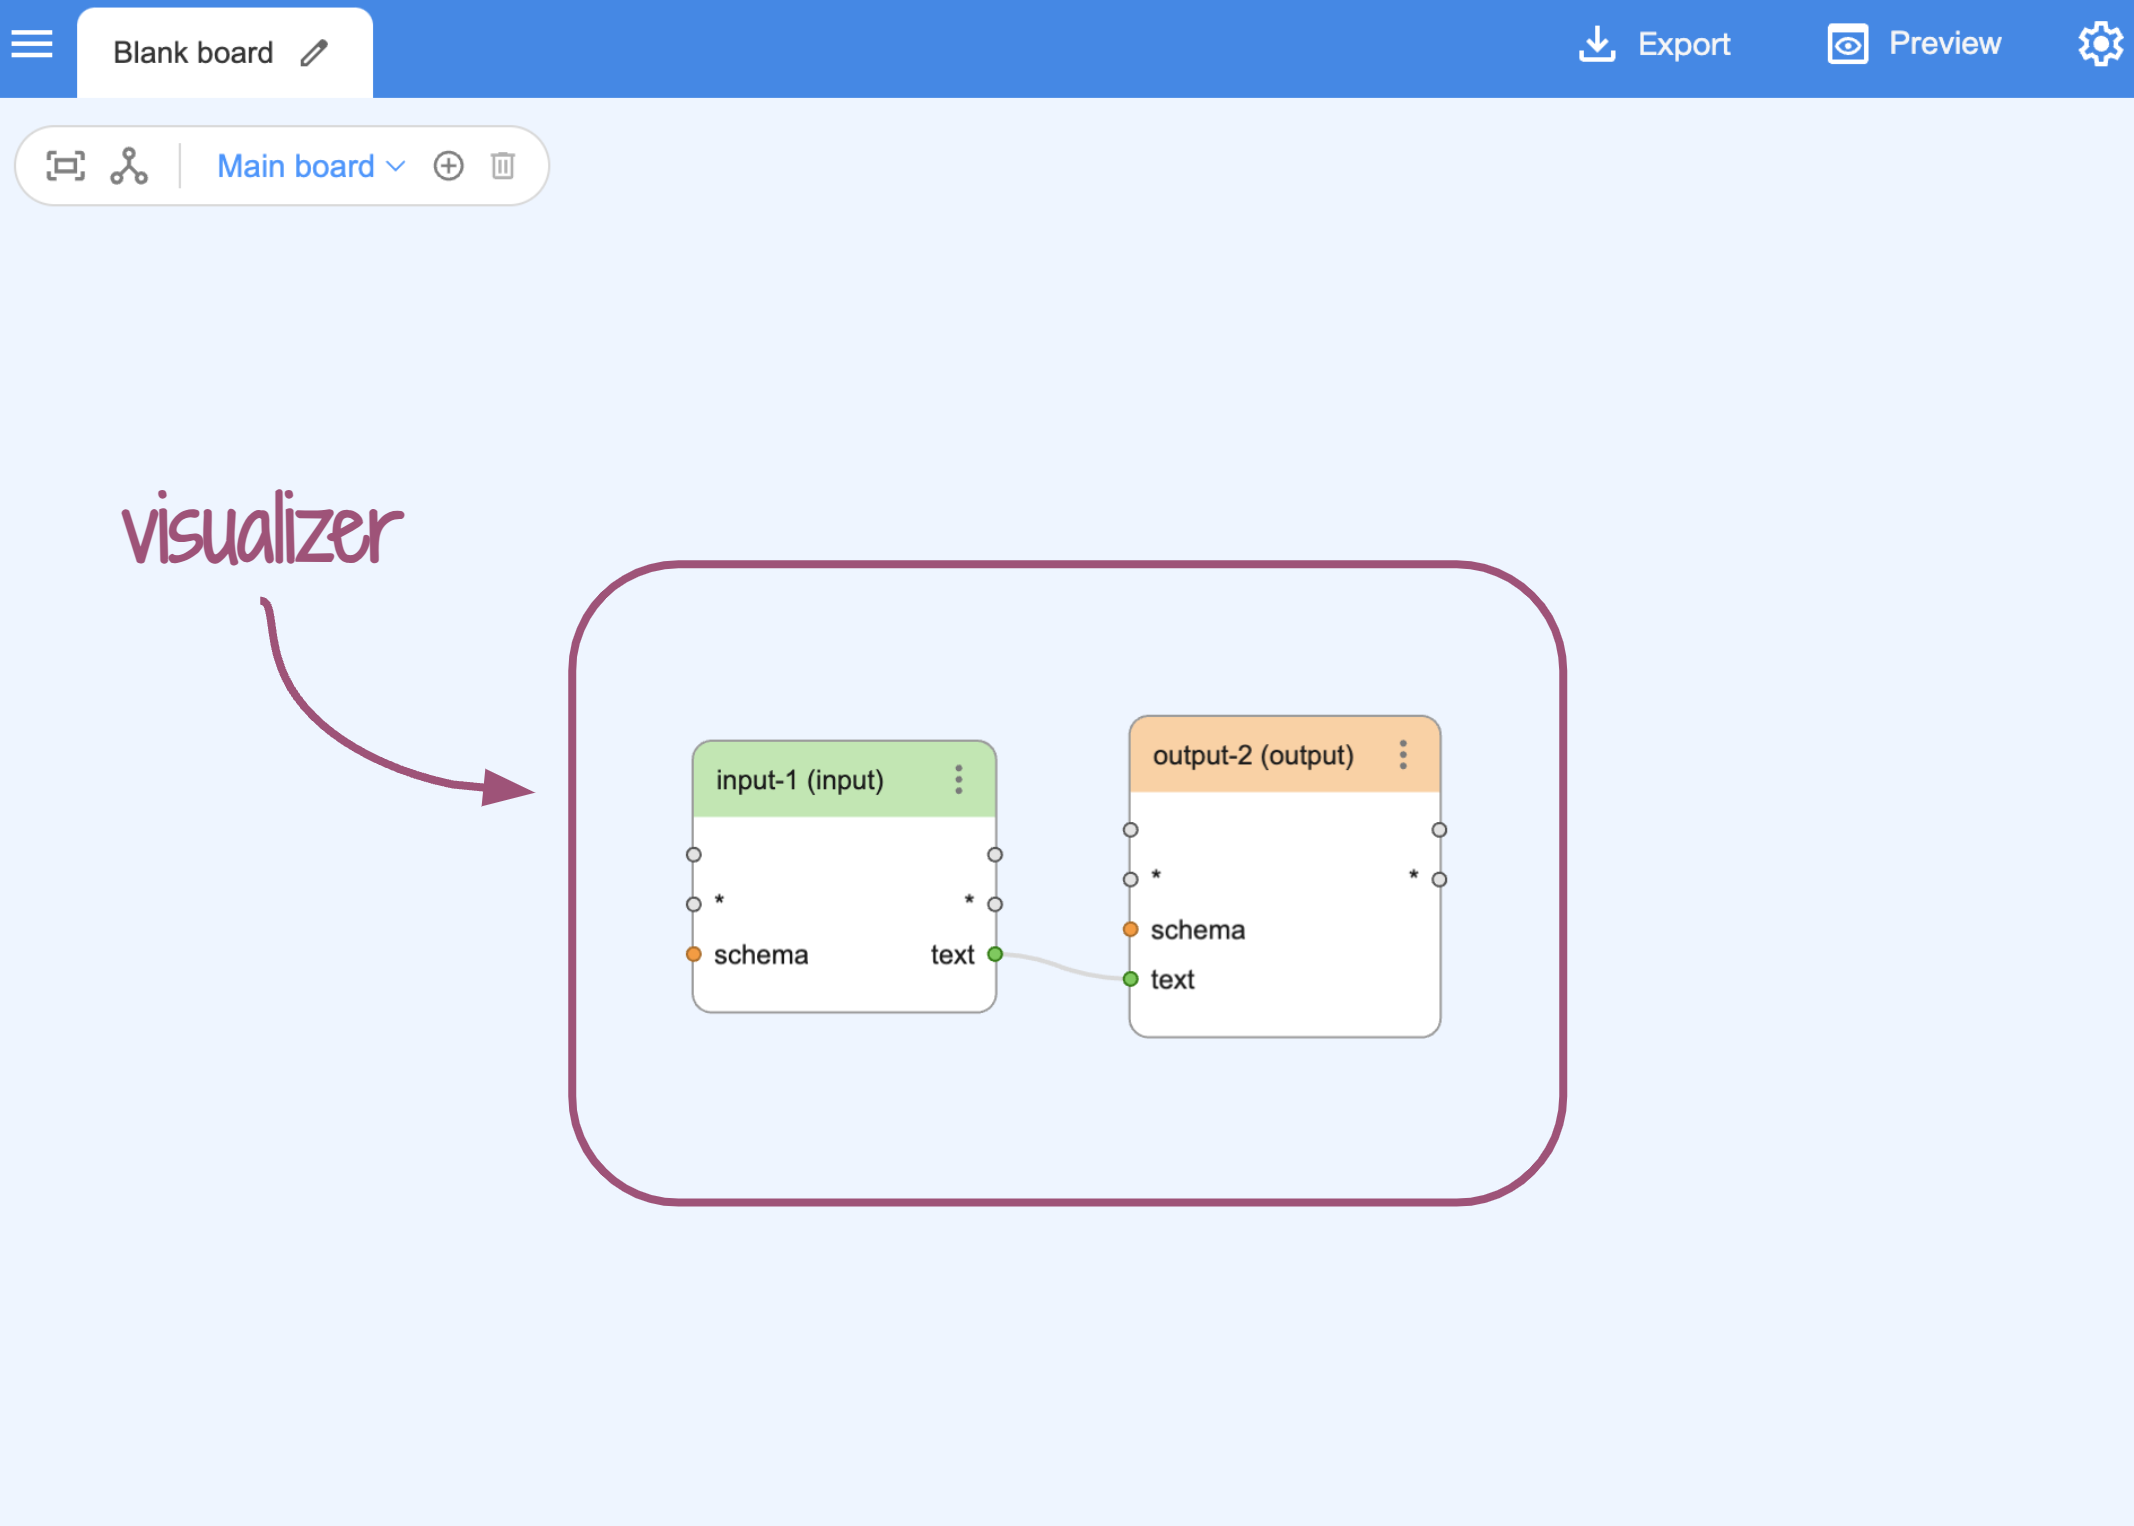 Blank board
Export
Preview
Main board
visualizer
input-1 (input)
*
*
schema
text
output-2 (output)
*
*
schema
text